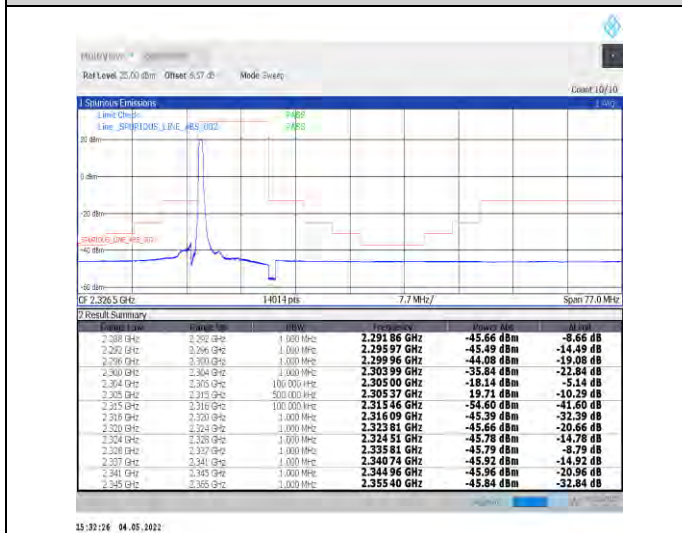 MultiView
Ref Level 25.00 dBm Offset 6.57 dB Mode Sweep
Count 10/10
1 Spurious Emissions
Limit Check PASS
Line _SPURIOUS_LINE_ABS_002 PASS
20 dBm
0 dBm
-20 dBm
-40 dBm
-60 dBm
CF 2.3265 GHz 14014 pts 7.7 MHz/ Span 77.0 MHz
2 Result Summary
Range Low Range Up RBW Frequency Power Abs ΔLimit
2.288 GHz 2.292 GHz 1.000 MHz 2.291 86 GHz -45.66 dBm -8.66 dB
2.292 GHz 2.296 GHz 1.000 MHz 2.295 97 GHz -45.49 dBm -14.49 dB
2.296 GHz 2.300 GHz 1.000 MHz 2.299 96 GHz -44.08 dBm -19.08 dB
2.300 GHz 2.304 GHz 1.000 MHz 2.303 99 GHz -35.84 dBm -22.84 dB
2.304 GHz 2.305 GHz 100.000 kHz 2.305 00 GHz -18.14 dBm -5.14 dB
2.305 GHz 2.315 GHz 500.000 kHz 2.305 37 GHz 19.71 dBm -10.29 dB
2.315 GHz 2.316 GHz 100.000 kHz 2.315 46 GHz -54.60 dBm -41.60 dB
2.316 GHz 2.320 GHz 1.000 MHz 2.316 09 GHz -45.39 dBm -32.39 dB
2.320 GHz 2.324 GHz 1.000 MHz 2.323 81 GHz -45.66 dBm -20.66 dB
2.324 GHz 2.328 GHz 1.000 MHz 2.324 51 GHz -45.78 dBm -14.78 dB
2.328 GHz 2.337 GHz 1.000 MHz 2.335 81 GHz -45.79 dBm -8.79 dB
2.337 GHz 2.341 GHz 1.000 MHz 2.340 74 GHz -45.92 dBm -14.92 dB
2.341 GHz 2.345 GHz 1.000 MHz 2.344 96 GHz -45.96 dBm -20.96 dB
2.345 GHz 2.365 GHz 1.000 MHz 2.355 40 GHz -45.84 dBm -32.84 dB
15:32:26 04.05.2022